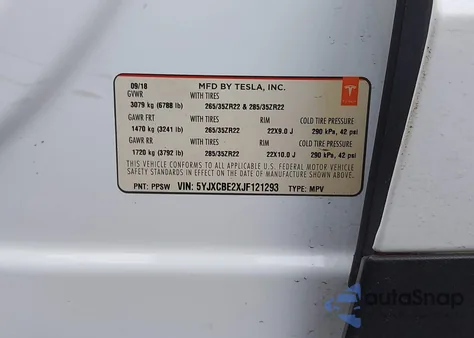 09/18 MFD BY TESLA, INC.
GVWR WITH TIRES
3079 kg (6788 lb) 265/35ZR22 & 285/35ZR22
GAWR FRT WITH TIRES RIM COLD TIRE PRESSURE
1470 kg (3241 lb) 265/35ZR22 22X9.0 J 290 kPa, 42 psi
GAWR RR WITH TIRES RIM COLD TIRE PRESSURE
1720 kg (3792 lb) 285/35ZR22 22X10.0 J 290 kPa, 42 psi
THIS VEHICLE CONFORMS TO ALL APPLICABLE U.S. FEDERAL MOTOR VEHICLE
SAFETY STANDARDS IN EFFECT ON THE DATE OF MANUFACTURE SHOWN ABOVE.
PNT: PPSW VIN: 5YJXCBE2XJF121293 TYPE: MPV
autoSnap